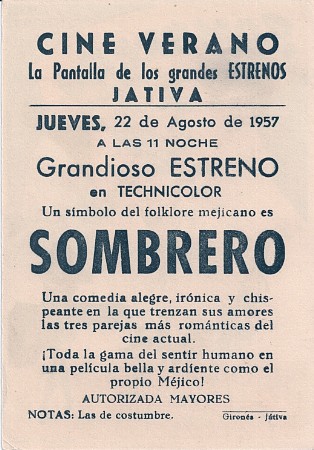 CINE VERANO
La Pantalla de los grandes ESTRENOS
JATIVA
JUEVES, 22 de Agosto de 1957
A LAS 11 NOCHE
Grandioso ESTRENO
en TECHNICOLOR
Un símbolo del folklore mejicano es
SOMBRERO
Una comedia alegre, irónica y chis-
peante en la que trenzan sus amores
las tres parejas más románticas del
cine actual.
¡Toda la gama del sentir humano en
una película bella y ardiente como el
propio Méjico!
AUTORIZADA MAYORES
NOTAS: Las de costumbre.
Gironés - Játiva